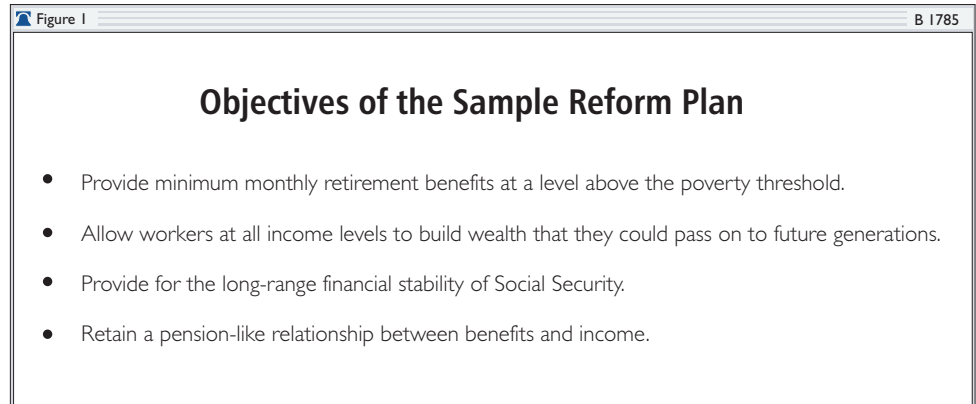 Figure 1 B 1785
Objectives of the Sample Reform Plan
• Provide minimum monthly retirement benefits at a level above the poverty threshold.
• Allow workers at all income levels to build wealth that they could pass on to future generations.
• Provide for the long-range financial stability of Social Security.
• Retain a pension-like relationship between benefits and income.